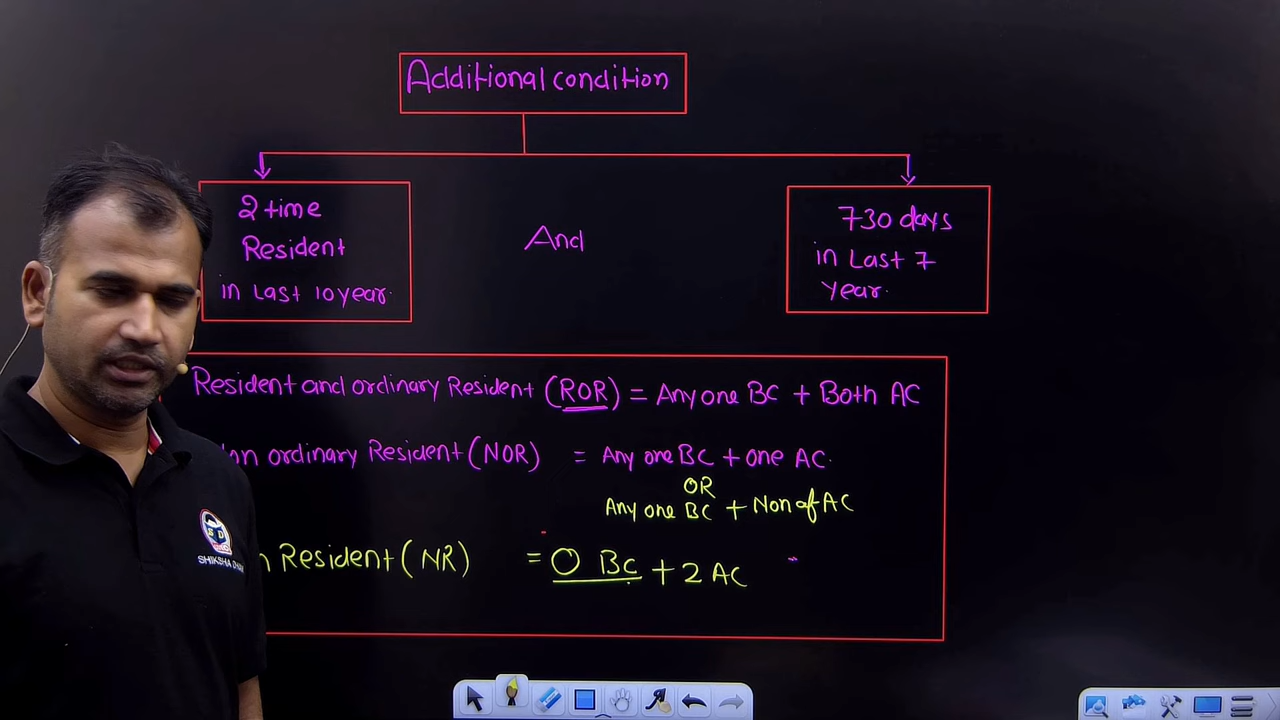 Additional condition
2 time
Resident
in Last 10 year.
And
730 days
in Last 7
Year.
Resident and ordinary Resident (ROR) = Any one BC + Both AC
ordinary Resident (NOR) = Any one BC + one AC.
OR
Any one BC + Non of AC
Resident (NR) = 0 BC + 2 AC
SD
SHIKSHA